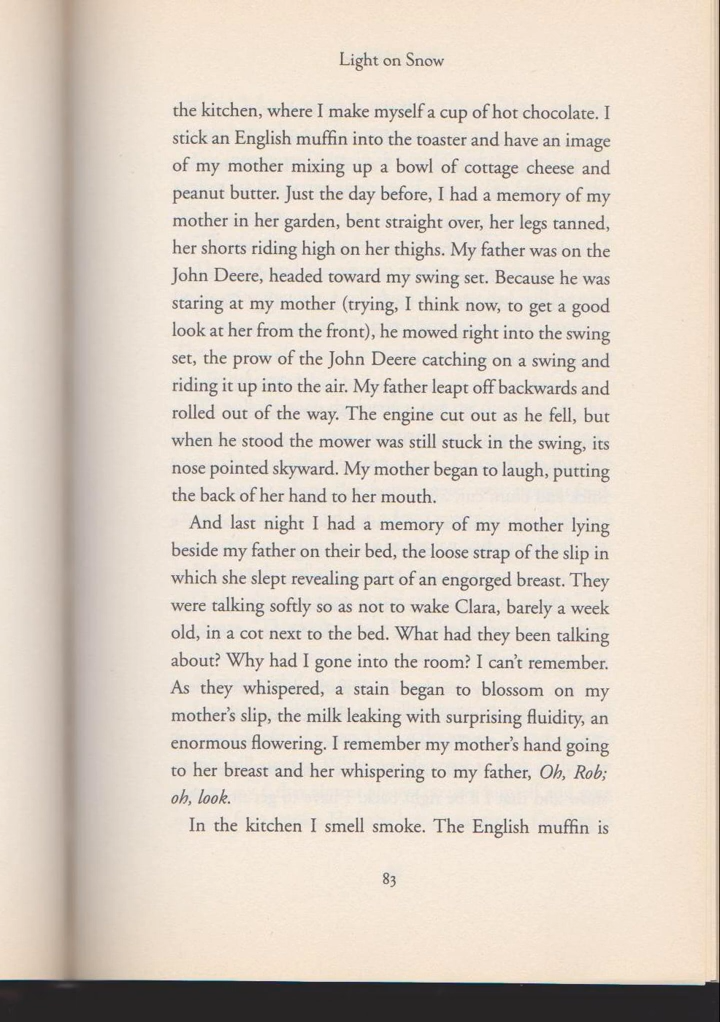 Light on Snow
the kitchen, where I make myself a cup of hot chocolate. I
stick an English muffin into the toaster and have an image
of my mother mixing up a bowl of cottage cheese and
peanut butter. Just the day before, I had a memory of my
mother in her garden, bent straight over, her legs tanned,
her shorts riding high on her thighs. My father was on the
John Deere, headed toward my swing set. Because he was
staring at my mother (trying, I think now, to get a good
look at her from the front), he mowed right into the swing
set, the prow of the John Deere catching on a swing and
riding it up into the air. My father leapt off backwards and
rolled out of the way. The engine cut out as he fell, but
when he stood the mower was still stuck in the swing, its
nose pointed skyward. My mother began to laugh, putting
the back of her hand to her mouth.
And last night I had a memory of my mother lying
beside my father on their bed, the loose strap of the slip in
which she slept revealing part of an engorged breast. They
were talking softly so as not to wake Clara, barely a week
old, in a cot next to the bed. What had they been talking
about? Why had I gone into the room? I can't remember.
As they whispered, a stain began to blossom on my
mother's slip, the milk leaking with surprising fluidity, an
enormous flowering. I remember my mother's hand going
to her breast and her whispering to my father, Oh, Rob;
oh, look.
In the kitchen I smell smoke. The English muffin is
83